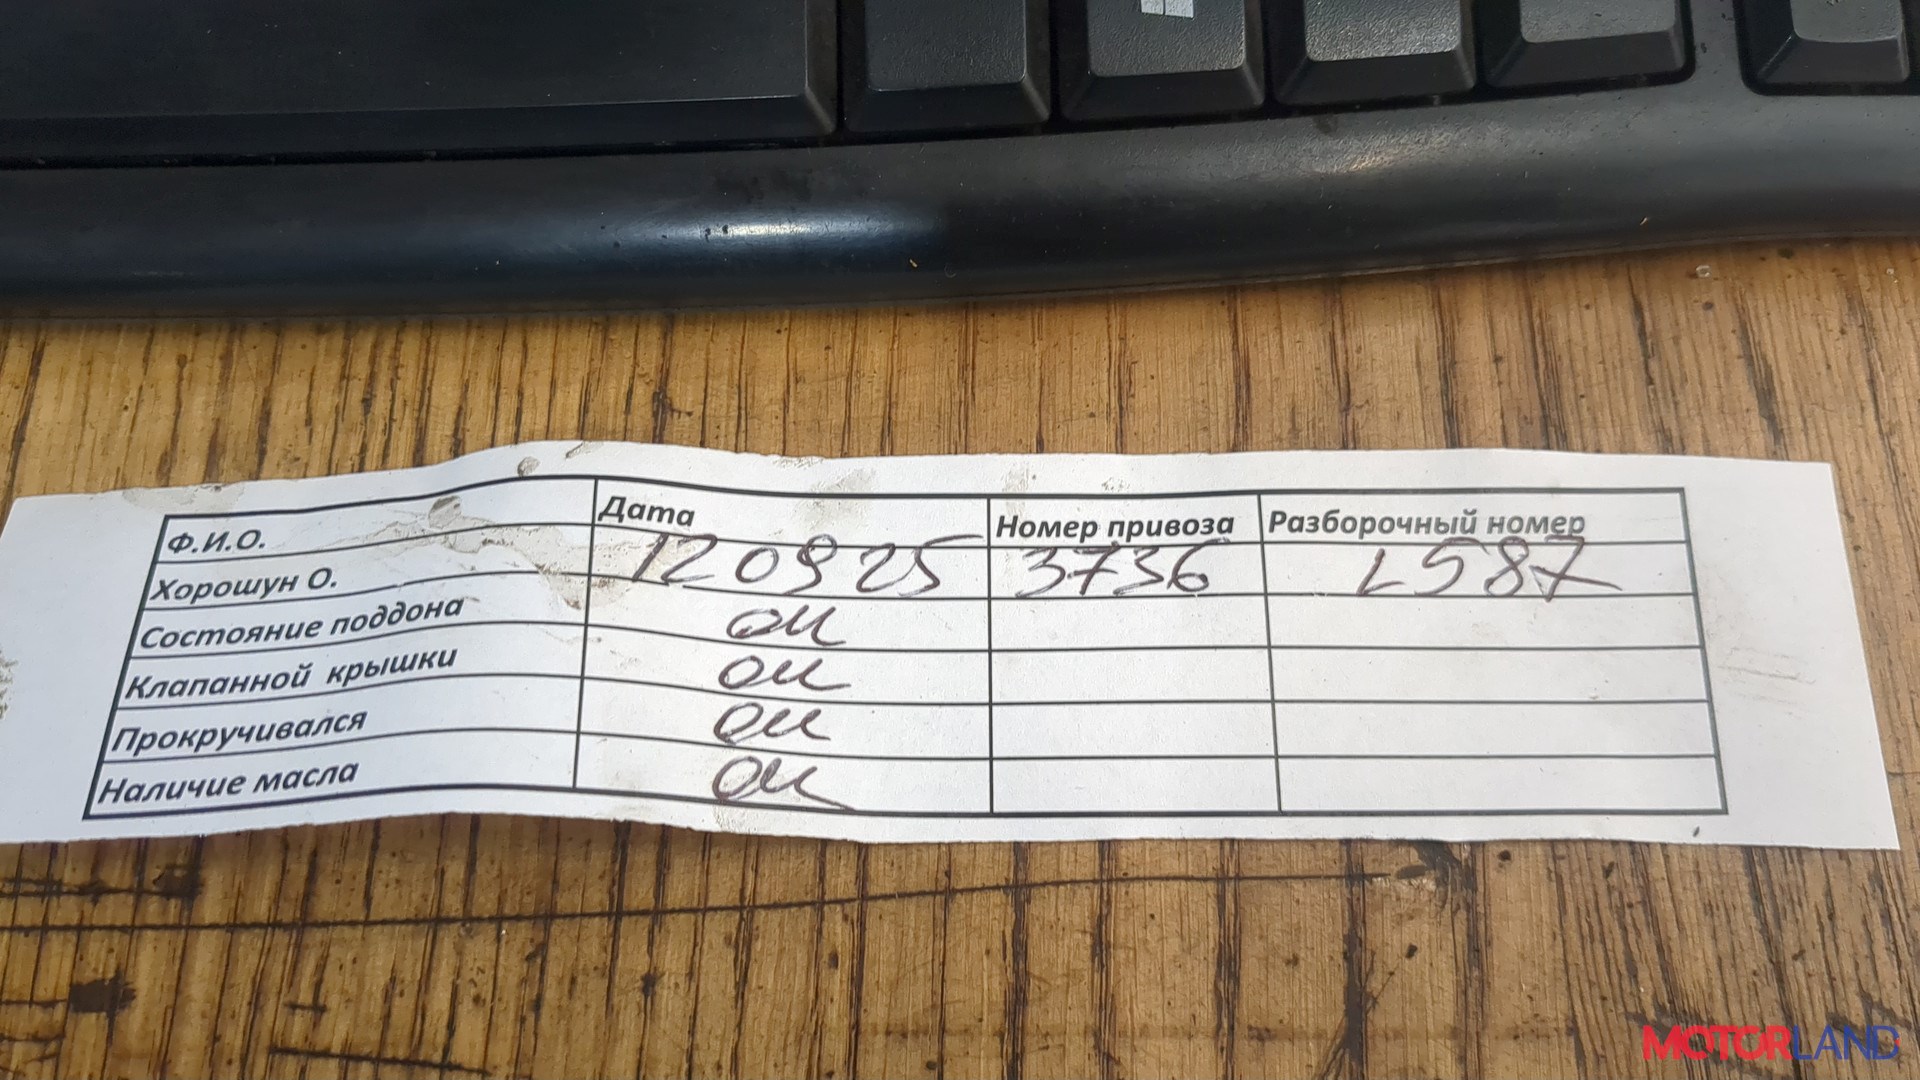 Ф.И.О. Дата Номер привоза Разборочный номер
Хорошун О. 120925 3736 L587
Состояние поддона ок
Клапанной крышки ок
Прокручивался ок
Наличие масла ок
MOTORLAND